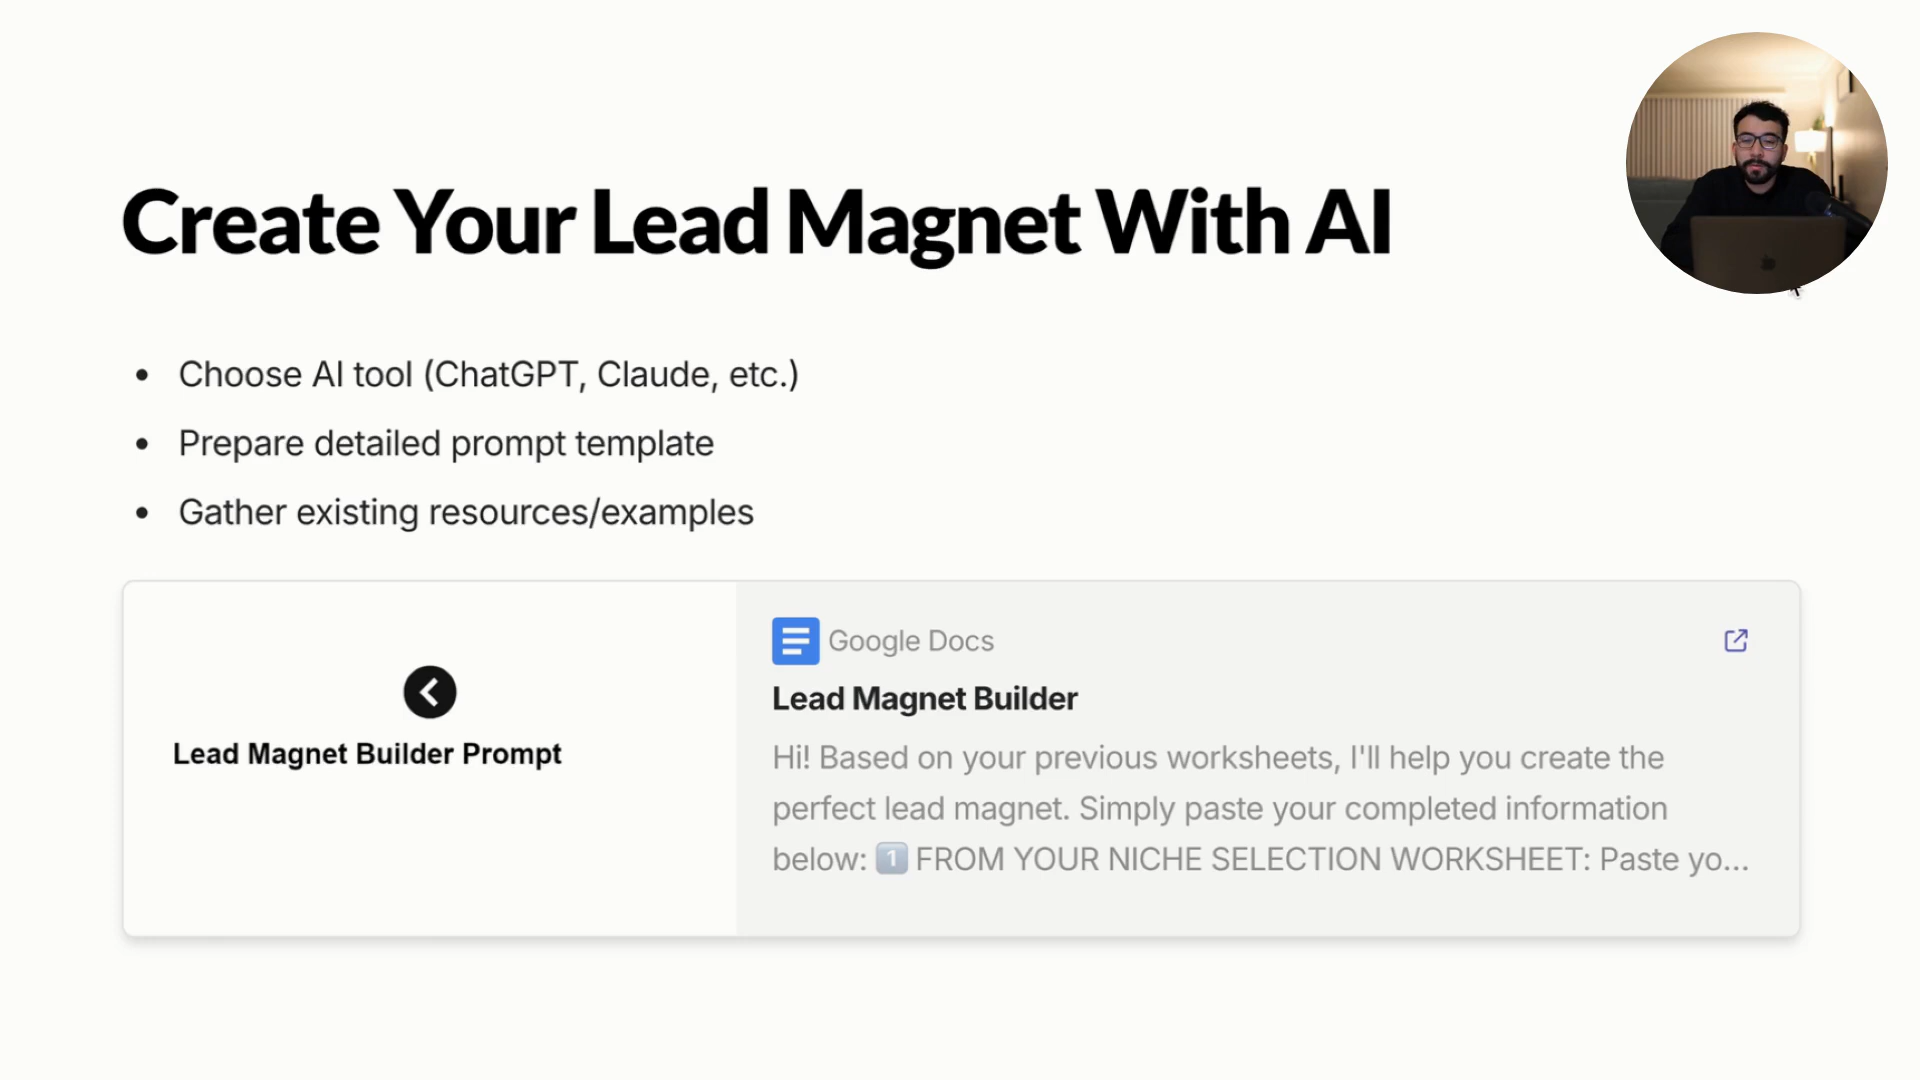 Create Your Lead Magnet With AI
• Choose AI tool (ChatGPT, Claude, etc.)
• Prepare detailed prompt template
• Gather existing resources/examples
Lead Magnet Builder Prompt
Google Docs
Lead Magnet Builder
Hi! Based on your previous worksheets, I'll help you create the
perfect lead magnet. Simply paste your completed information
below: 1️⃣ FROM YOUR NICHE SELECTION WORKSHEET: Paste yo...